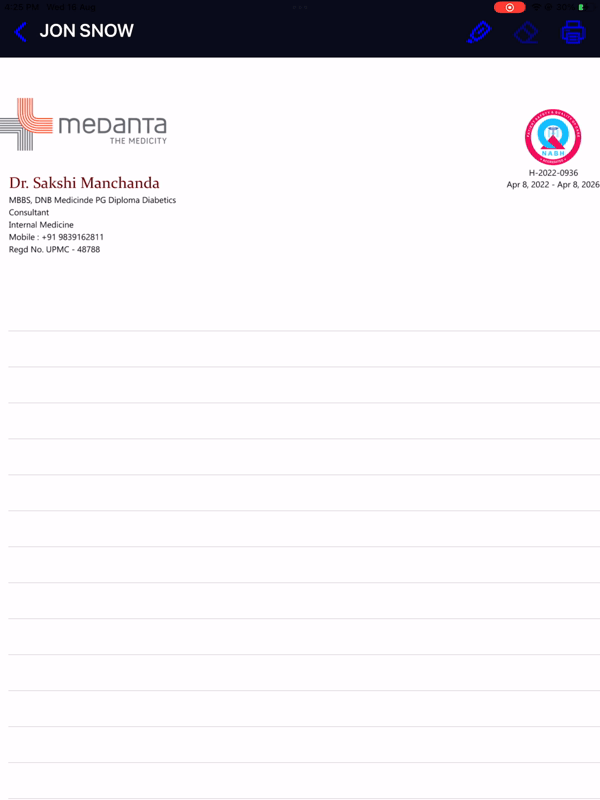 JON SNOW
meDanTa
THE MEDICITY
Dr. Sakshi Manchanda
MBBS, DNB Medicinde PG Diploma Diabetics
Consultant
Internal Medicine
Mobile : +91 9839162811
Regd No. UPMC - 48788
NABH
H-2022-0936
Apr 8, 2022 - Apr 8, 2026